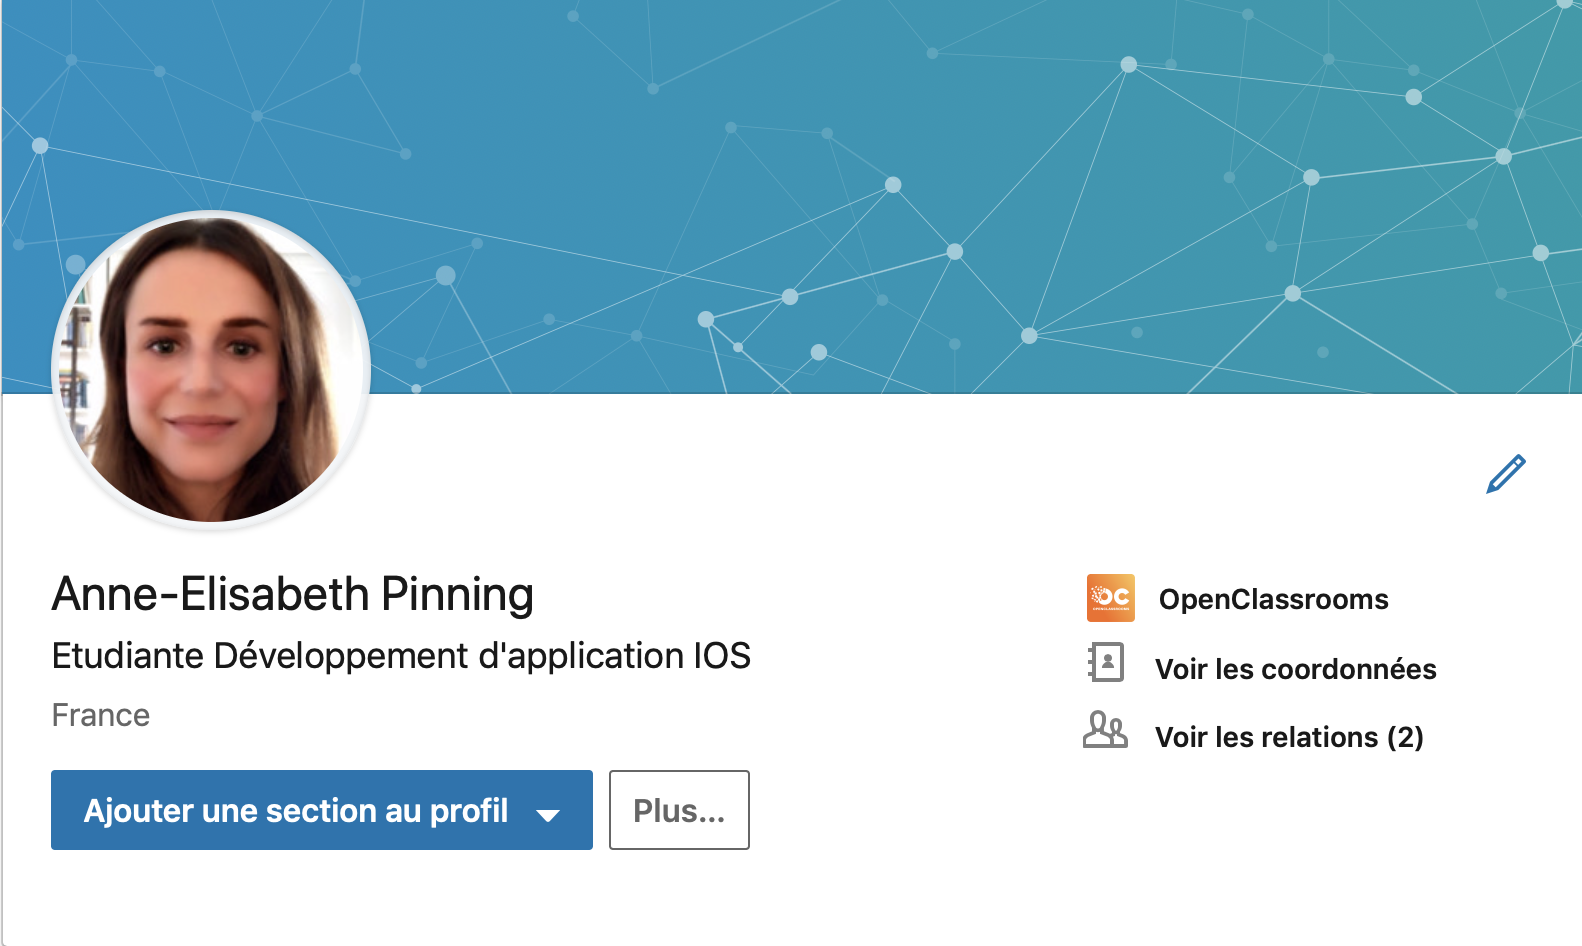 Anne-Elisabeth Pinning
Etudiante Développement d'application IOS
France
Ajouter une section au profil
Plus...
OC
OPENCLASSROOMS
OpenClassrooms
Voir les coordonnées
Voir les relations (2)